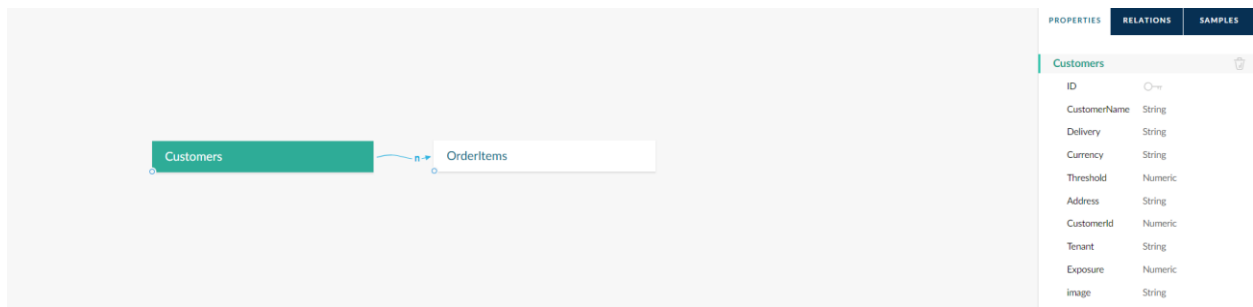 PROPERTIES RELATIONS SAMPLES
Customers
ID
CustomerName String
Delivery String
Currency String
Threshold Numeric
Address String
CustomerId Numeric
Tenant String
Exposure Numeric
image String
Customers n OrderItems